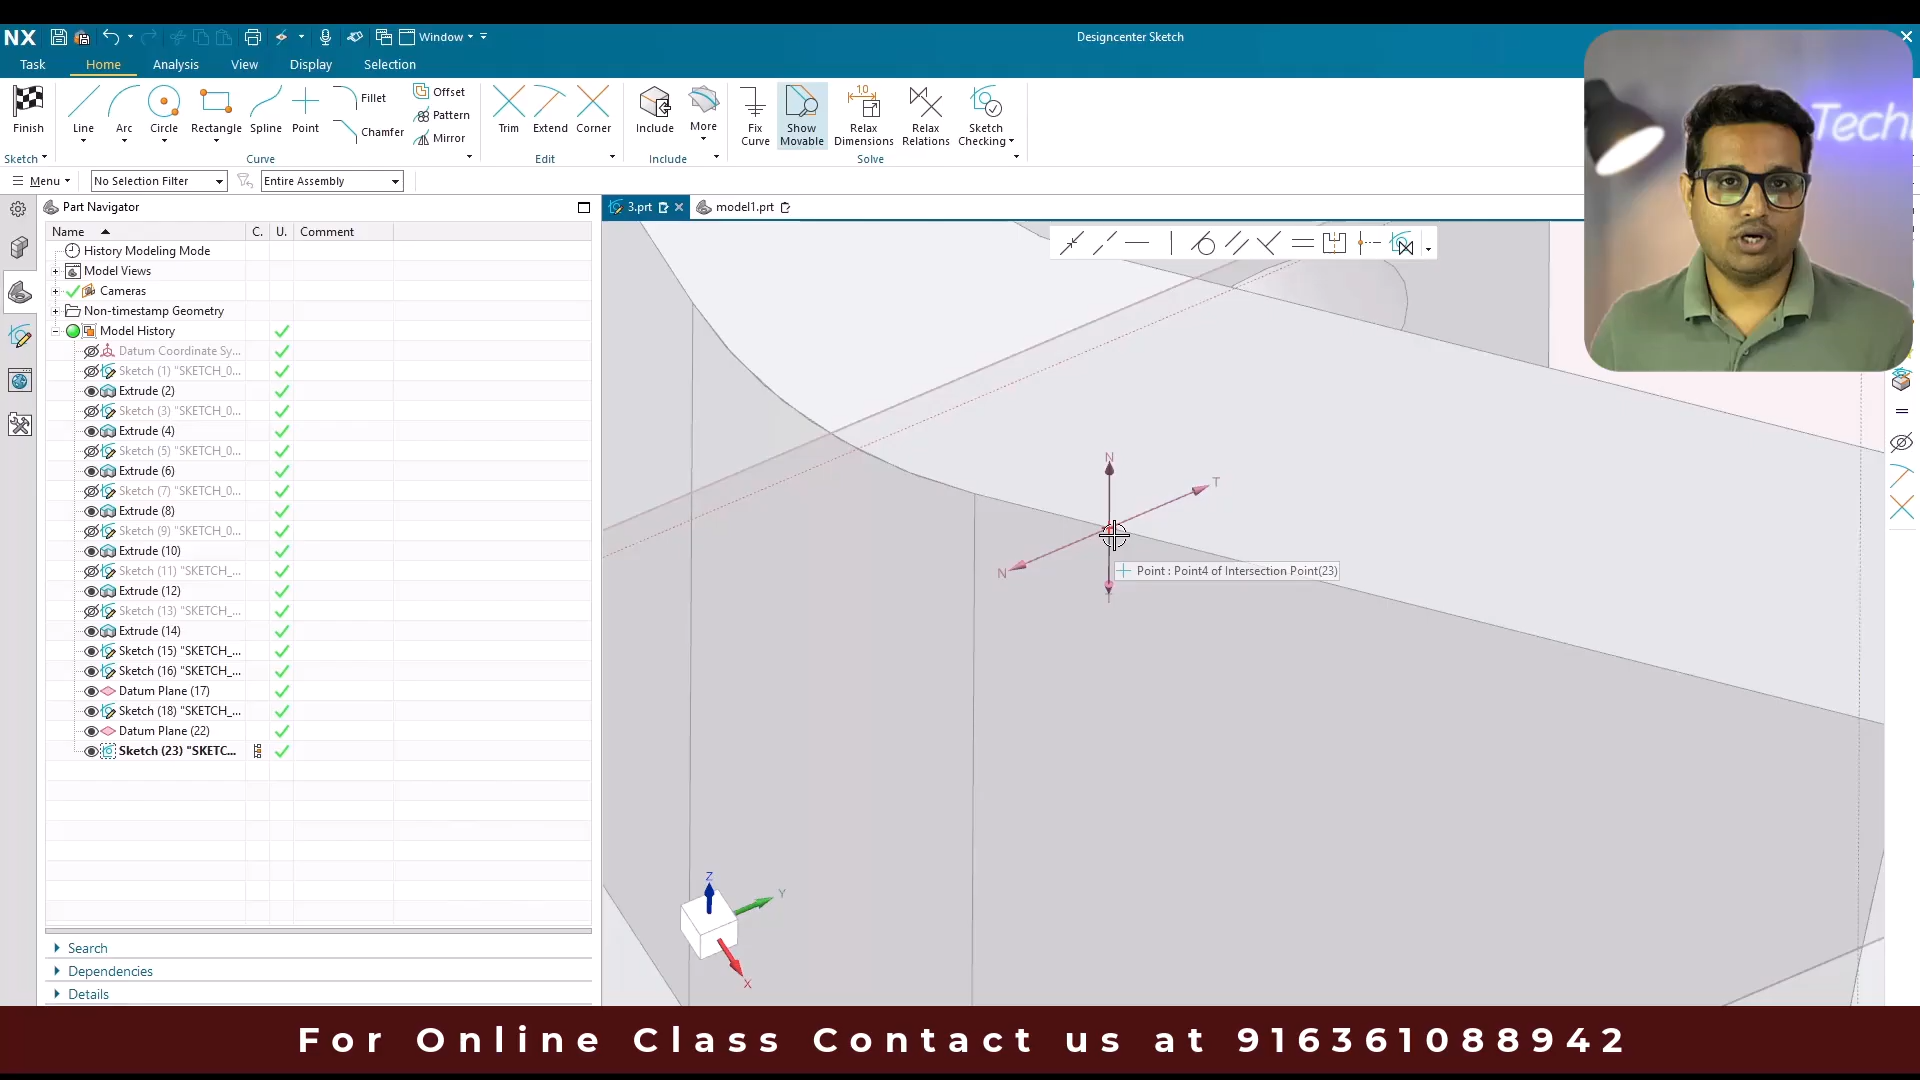 NX
Window
Designcenter Sketch
Task
Home
Analysis
View
Display
Selection
Finish
Line
Arc
Circle
Rectangle
Spline
Point
Fillet
Chamfer
Offset
Pattern
Mirror
Trim
Extend
Corner
Include
More
Fix
Curve
Show
Movable
1,0
Relax
Dimensions
Relax
Relations
Sketch
Checking
Sketch
Curve
Edit
Include
Solve
Menu
No Selection Filter
Entire Assembly
Part Navigator
3.prt
model1.prt
Name
C.
U.
Comment
History Modeling Mode
Model Views
Cameras
Non-timestamp Geometry
Model History
Datum Coordinate Sy...
Sketch (1) "SKETCH_0...
Extrude (2)
Sketch (3) "SKETCH_0...
Extrude (4)
Sketch (5) "SKETCH_0...
Extrude (6)
Sketch (7) "SKETCH_0...
Extrude (8)
Sketch (9) "SKETCH_0...
Extrude (10)
Sketch (11) "SKETCH_...
Extrude (12)
Sketch (13) "SKETCH_...
Extrude (14)
Sketch (15) "SKETCH_...
Sketch (16) "SKETCH_...
Datum Plane (17)
Sketch (18) "SKETCH_...
Datum Plane (22)
Sketch (23) "SKETC...
Search
Dependencies
Details
N
T
N
T
Point : Point4 of Intersection Point(23)
Z
Y
X
Tech
For Online Class Contact us at 916361088942